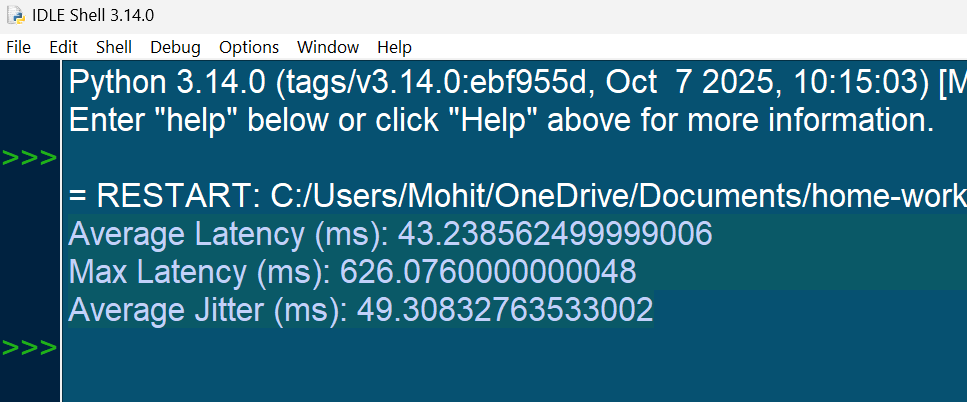 IDLE Shell 3.14.0
File Edit Shell Debug Options Window Help
Python 3.14.0 (tags/v3.14.0:ebf955d, Oct  7 2025, 10:15:03) [M
Enter "help" below or click "Help" above for more information.
>>>
= RESTART: C:/Users/Mohit/OneDrive/Documents/home-work
Average Latency (ms): 43.238562499999006
Max Latency (ms): 626.0760000000048
Average Jitter (ms): 49.30832763533002
>>>